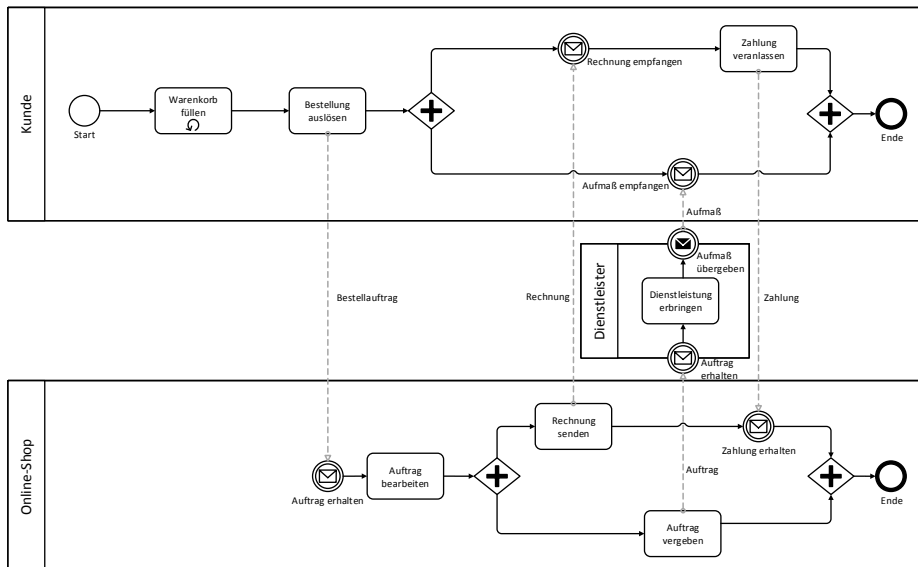 Kunde
Start
Warenkorb
füllen
Bestellung
auslösen
Rechnung empfangen
Zahlung
veranlassen
Aufmaß empfangen
Ende
Aufmaß
Bestellauftrag
Rechnung
Zahlung
Dienstleister
Aufmaß
übergeben
Dienstleistung
erbringen
Auftrag
erhalten
Online-Shop
Auftrag erhalten
Auftrag
bearbeiten
Rechnung
senden
Auftrag
Auftrag
vergeben
Zahlung erhalten
Ende